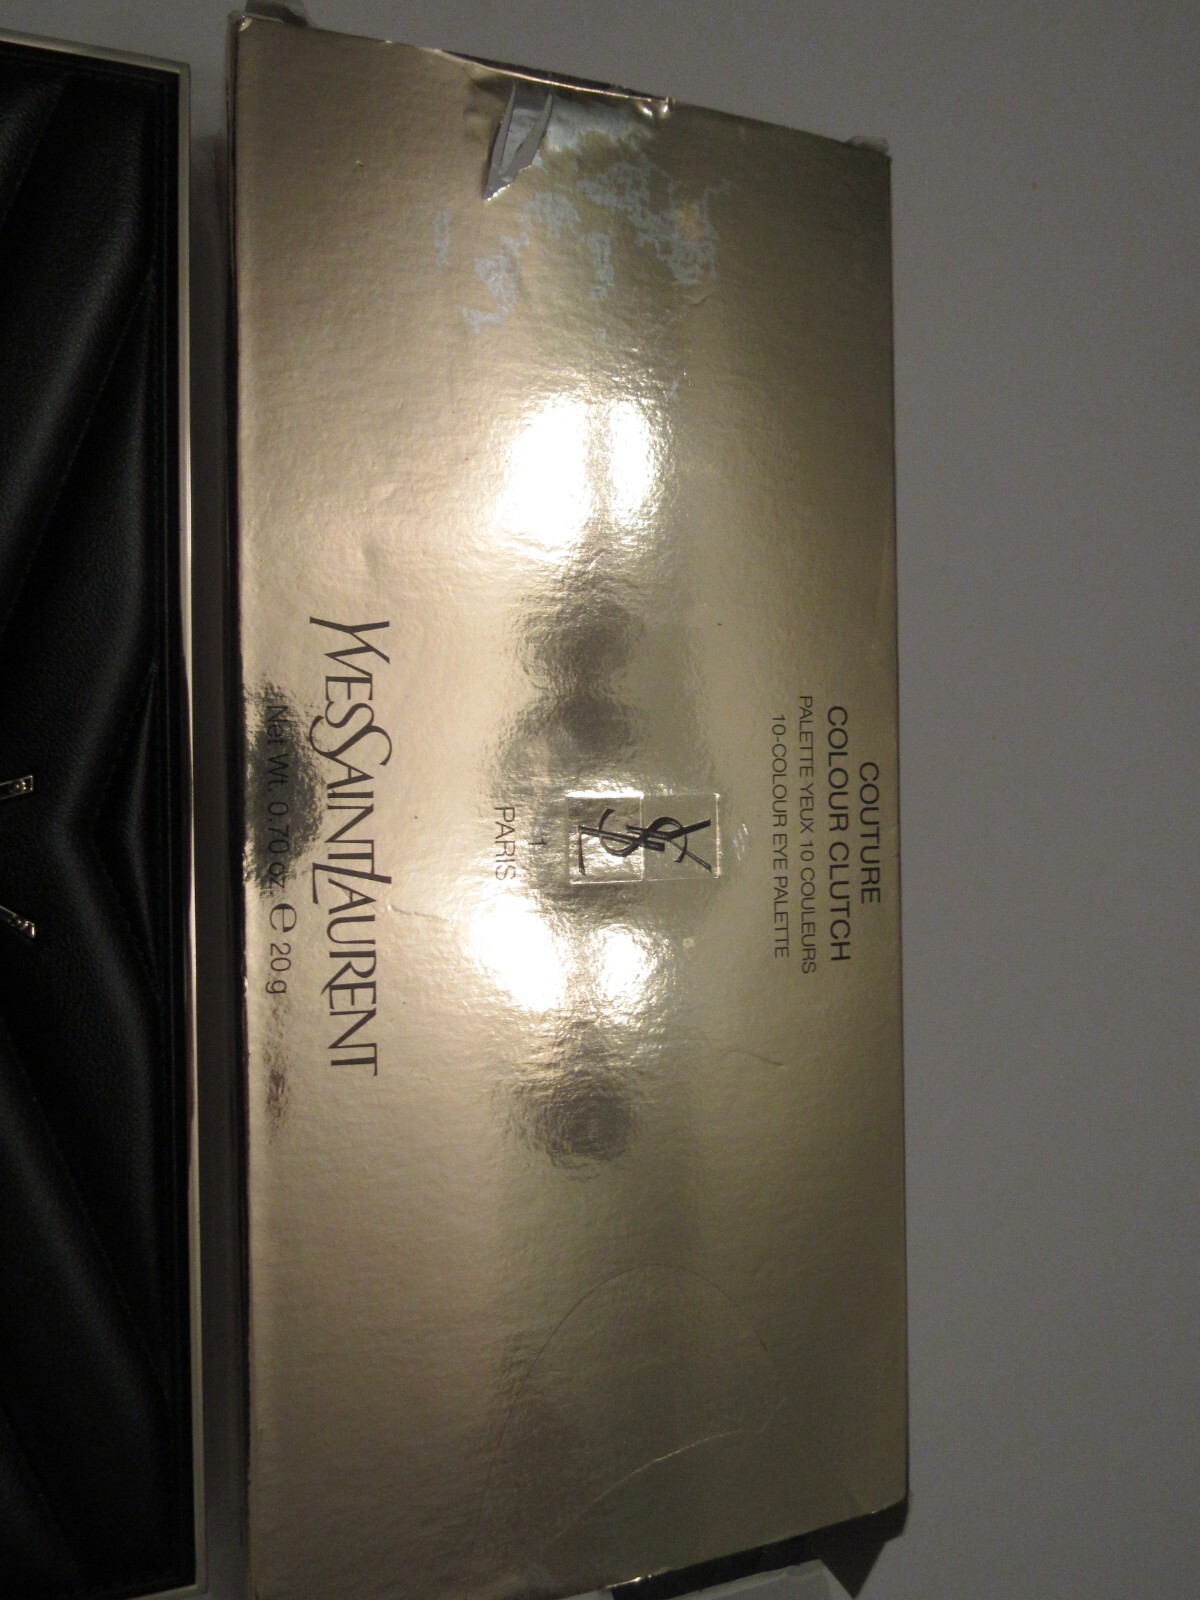 COUTURE
COLOUR CLUTCH
PALETTE YEUX 10 COULEURS
10-COLOUR EYE PALETTE
YSL
1
PARIS
YVESSAINTLAURENT
Net Wt. 0.70 oz. ℮ 20 g